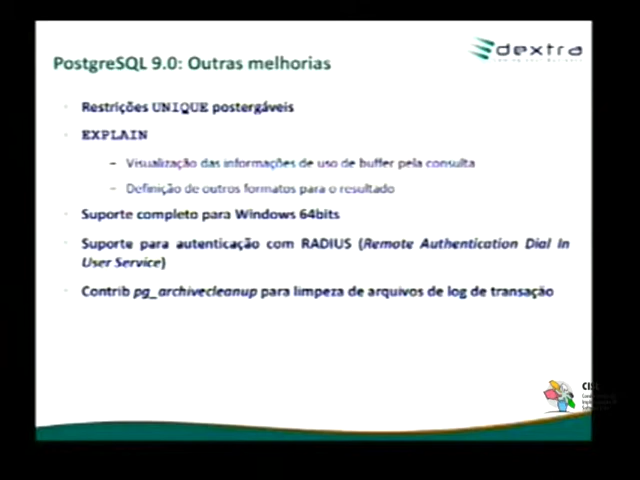 PostgreSQL 9.0: Outras melhorias
dextra
Restrições UNIQUE postergáveis
EXPLAIN
– Visualização das informações de uso de buffer pela consulta
– Definição de outros formatos para o resultado
Suporte completo para Windows 64bits
Suporte para autenticação com RADIUS (Remote Authentication Dial In
User Service)
Contrib pg_archivecleanup para limpeza de arquivos de log de transação